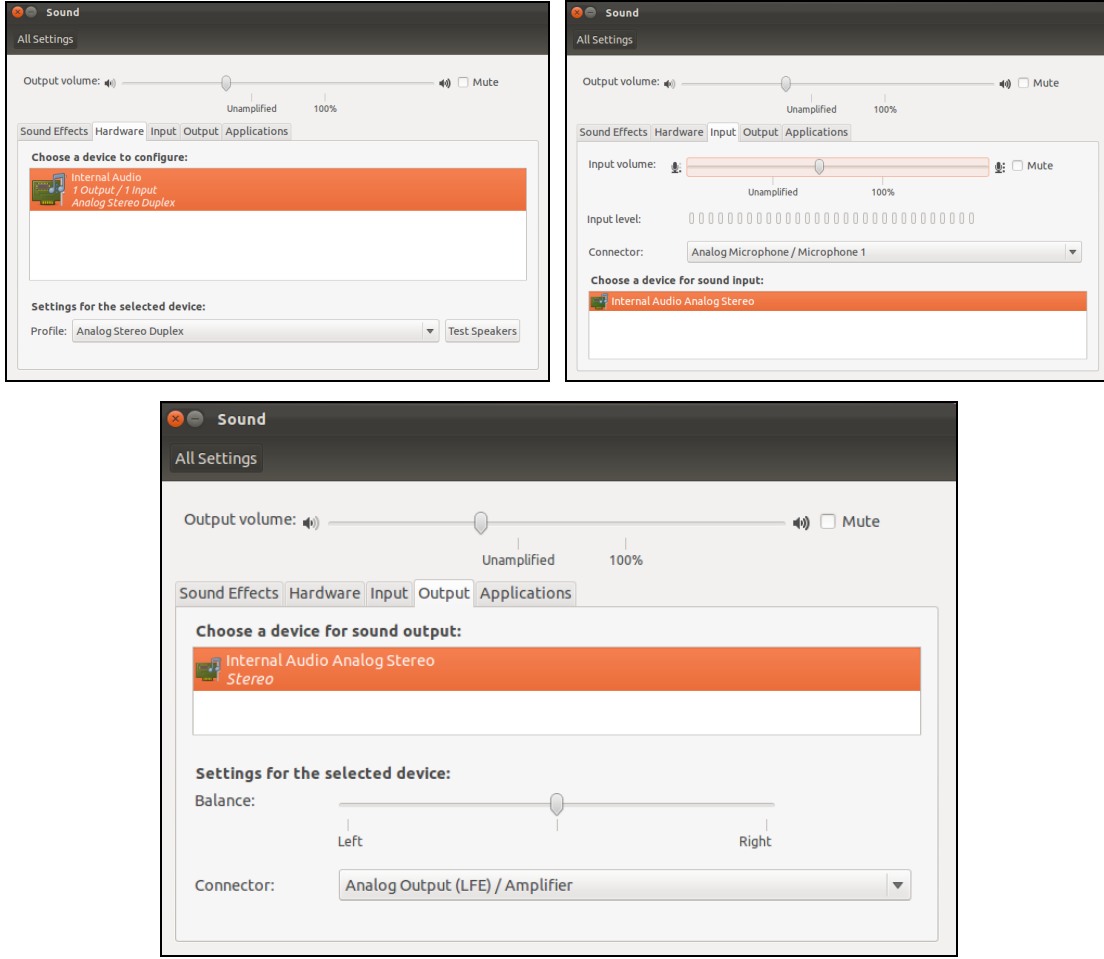 Sound
All Settings
Output volume: Mute
Unamplified 100%
Sound Effects Hardware Input Output Applications
Choose a device to configure:
Internal Audio
1 Output / 1 Input
Analog Stereo Duplex
Settings for the selected device:
Profile: Analog Stereo Duplex Test Speakers
Sound
All Settings
Output volume: Mute
Unamplified 100%
Sound Effects Hardware Input Output Applications
Input volume: Mute
Unamplified 100%
Input level:
Connector: Analog Microphone / Microphone 1
Choose a device for sound input:
Internal Audio Analog Stereo
Sound
All Settings
Output volume: Mute
Unamplified 100%
Sound Effects Hardware Input Output Applications
Choose a device for sound output:
Internal Audio Analog Stereo
Stereo
Settings for the selected device:
Balance:
Left Right
Connector: Analog Output (LFE) / Amplifier